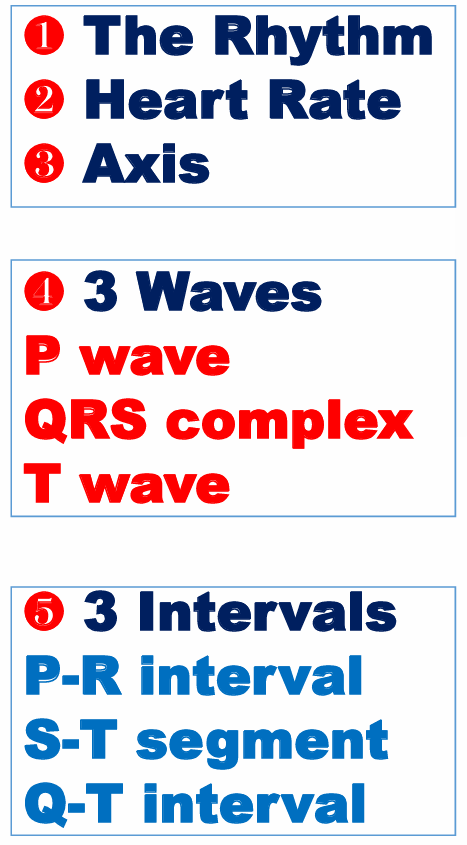 ❶ The Rhythm
❷ Heart Rate
❸ Axis
❹ 3 Waves
P wave
QRS complex
T wave
❺ 3 Intervals
P-R interval
S-T segment
Q-T interval